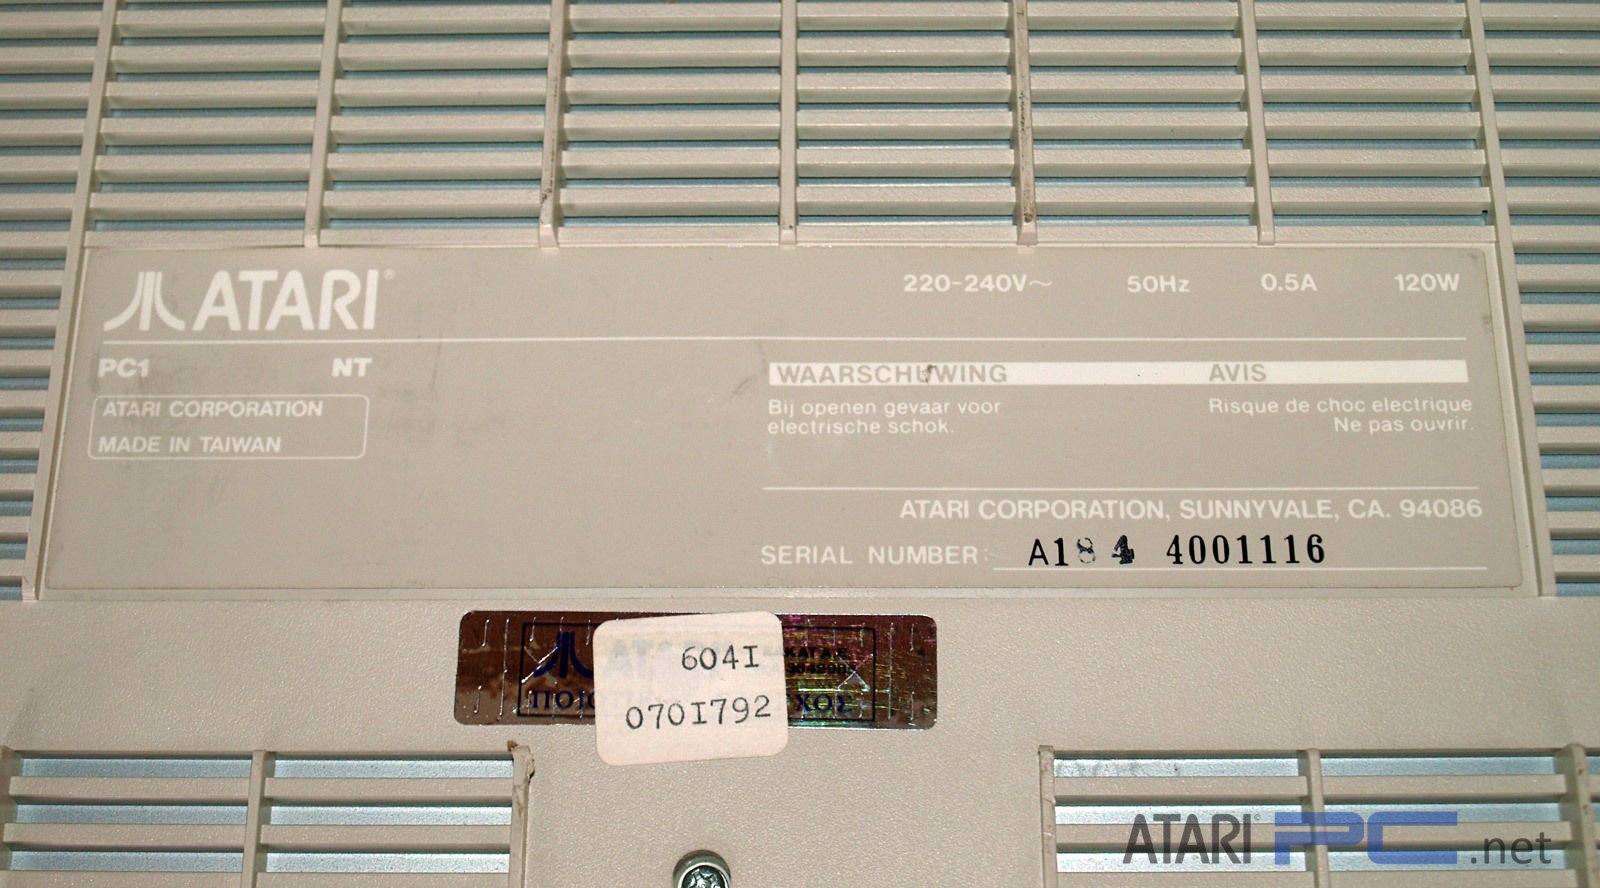 ATARI®
220-240V~ 50Hz 0.5A 120W
PC1 NT
ATARI CORPORATION
MADE IN TAIWAN
WAARSCHUWING
Bij openen gevaar voor
electrische schok.
AVIS
Risque de choc electrique
Ne pas ouvrir.
ATARI CORPORATION, SUNNYVALE, CA. 94086
SERIAL NUMBER: A184 4001116
6041
0701792
ATARI PC.net